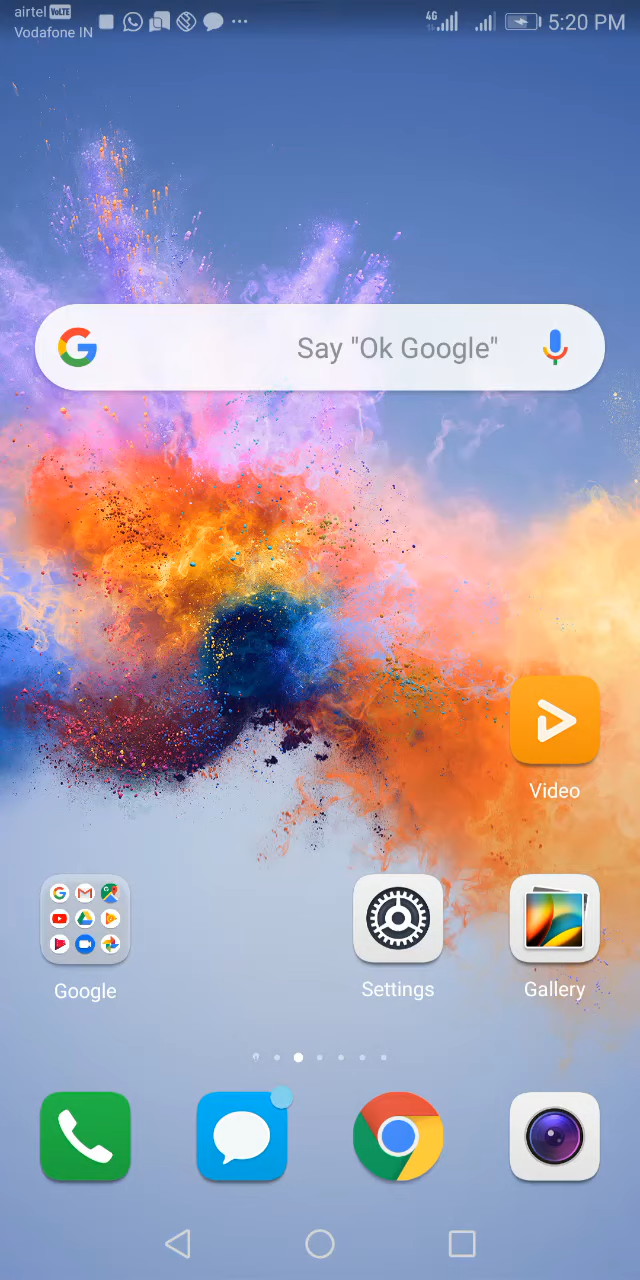 airtel VoLTE
Vodafone IN
4G
5:20 PM
Say "Ok Google"
Video
Google
Settings
Gallery